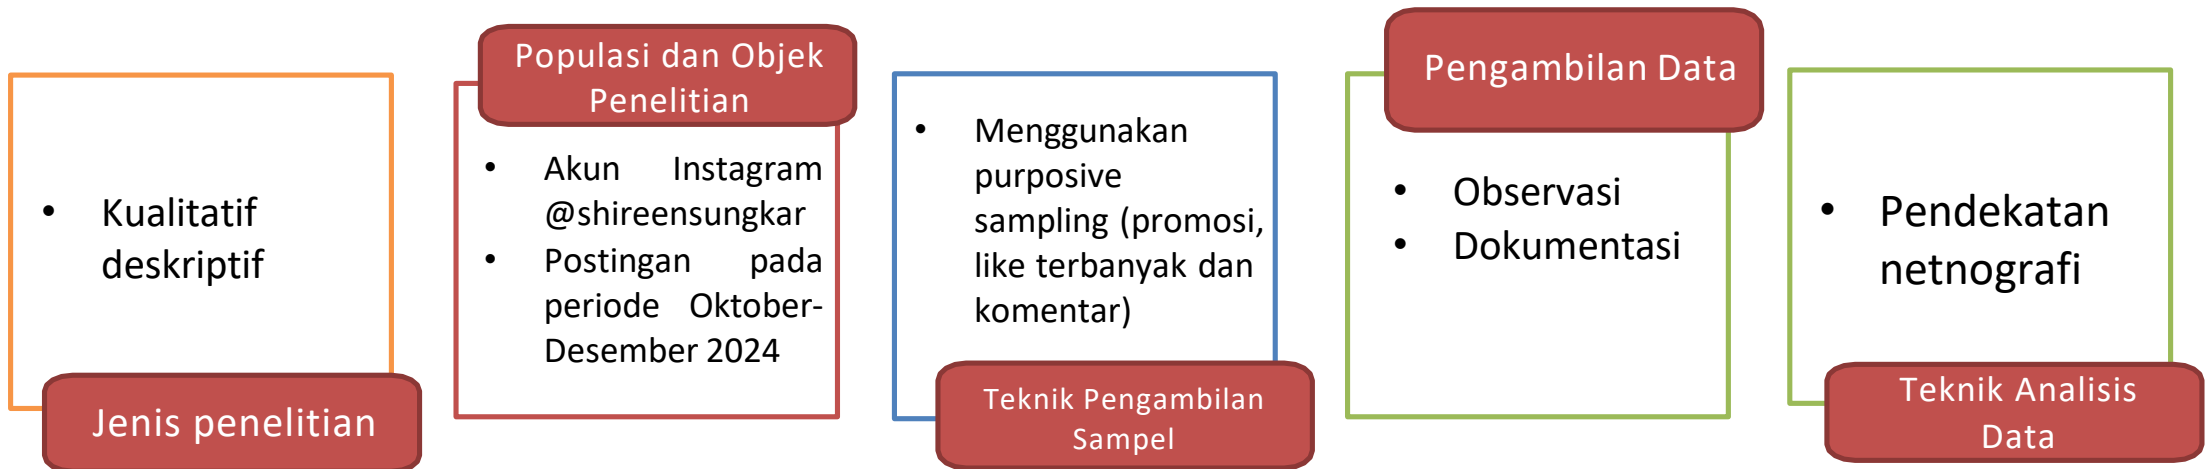 • Kualitatif
deskriptif
Jenis penelitian
Populasi dan Objek
Penelitian
• Akun Instagram
@shireensungkar
• Postingan pada
periode Oktober-
Desember 2024
• Menggunakan
purposive
sampling (promosi,
like terbanyak dan
komentar)
Teknik Pengambilan
Sampel
Pengambilan Data
• Observasi
• Dokumentasi
• Pendekatan
netnografi
Teknik Analisis
Data